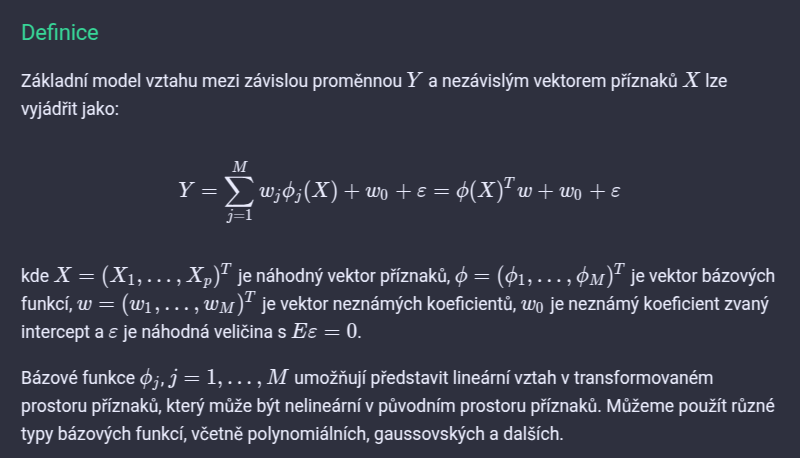 Definice
Základní model vztahu mezi závislou proměnnou Y a nezávislým vektorem příznaků X lze
vyjádřit jako:
Y = \sum_{j=1}^{M} w_j \phi_j(X) + w_0 + \varepsilon = \phi(X)^T w + w_0 + \varepsilon
kde X = (X_1, \ldots, X_p)^T je náhodný vektor příznaků, \phi = (\phi_1, \ldots, \phi_M)^T je vektor bázových
funkcí, w = (w_1, \ldots, w_M)^T je vektor neznámých koeficientů, w_0 je neznámý koeficient zvaný
intercept a \varepsilon je náhodná veličina s E\varepsilon = 0.
Bázové funkce \phi_j, j = 1, \ldots, M umožňují představit lineární vztah v transformovaném
prostoru příznaků, který může být nelineární v původním prostoru příznaků. Můžeme použít různé
typy bázových funkcí, včetně polynomiálních, gaussovských a dalších.